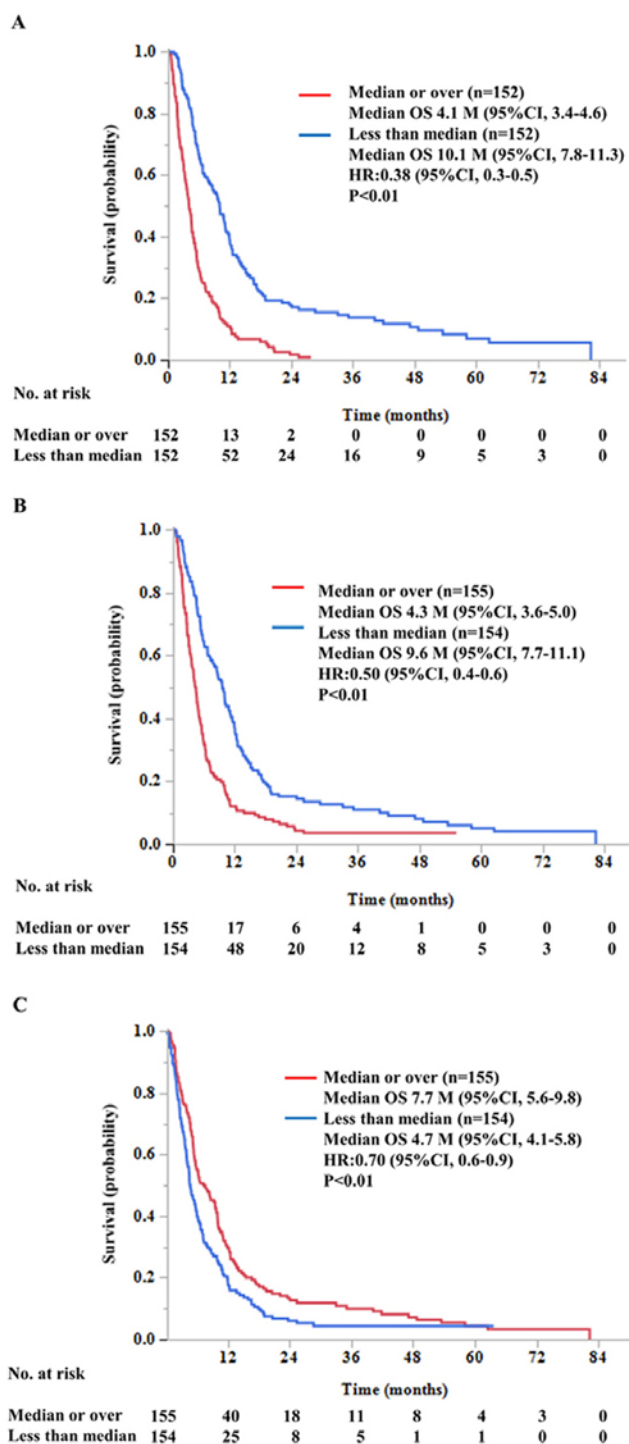 A
1.0
0.8
0.6
0.4
0.2
0.0
Survival (probability)
Median or over (n=152)
Median OS 4.1 M (95%CI, 3.4-4.6)
Less than median (n=152)
Median OS 10.1 M (95%CI, 7.8-11.3)
HR:0.38 (95%CI, 0.3-0.5)
P<0.01
0 12 24 36 48 60 72 84
No. at risk
Time (months)
Median or over 152 13 2 0 0 0 0 0
Less than median 152 52 24 16 9 5 3 0
B
1.0
0.8
0.6
0.4
0.2
0.0
Survival (probability)
Median or over (n=155)
Median OS 4.3 M (95%CI, 3.6-5.0)
Less than median (n=154)
Median OS 9.6 M (95%CI, 7.7-11.1)
HR:0.50 (95%CI, 0.4-0.6)
P<0.01
0 12 24 36 48 60 72 84
No. at risk
Time (months)
Median or over 155 17 6 4 1 0 0 0
Less than median 154 48 20 12 8 5 3 0
C
1.0
0.8
0.6
0.4
0.2
0.0
Survival (probability)
Median or over (n=155)
Median OS 7.7 M (95%CI, 5.6-9.8)
Less than median (n=154)
Median OS 4.7 M (95%CI, 4.1-5.8)
HR:0.70 (95%CI, 0.6-0.9)
P<0.01
12 24 36 48 60 72 84
No. at risk
Time (months)
Median or over 155 40 18 11 8 4 3 0
Less than median 154 25 8 5 1 1 0 0